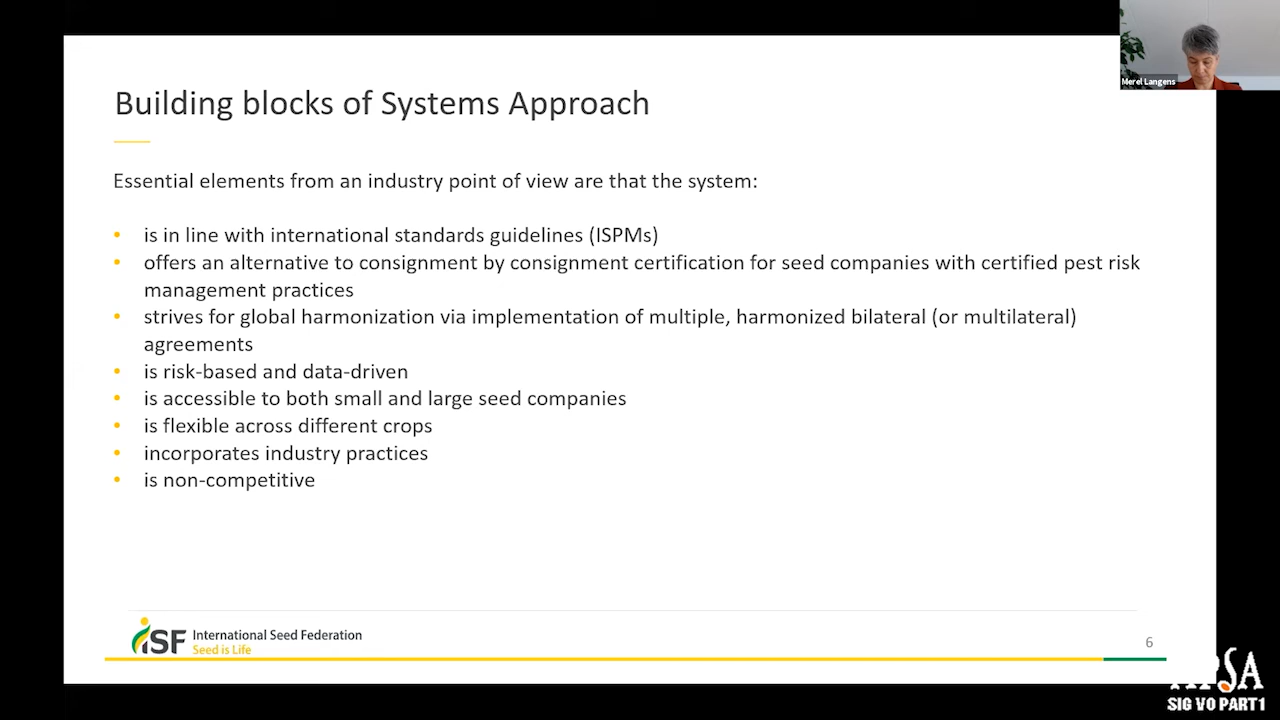 Merel Langens
Building blocks of Systems Approach
Essential elements from an industry point of view are that the system:
• is in line with international standards guidelines (ISPMs)
• offers an alternative to consignment by consignment certification for seed companies with certified pest risk
management practices
• strives for global harmonization via implementation of multiple, harmonized bilateral (or multilateral)
agreements
• is risk-based and data-driven
• is accessible to both small and large seed companies
• is flexible across different crops
• incorporates industry practices
• is non-competitive
iSF International Seed Federation
Seed is Life
6
APSA
SIG VO PART1